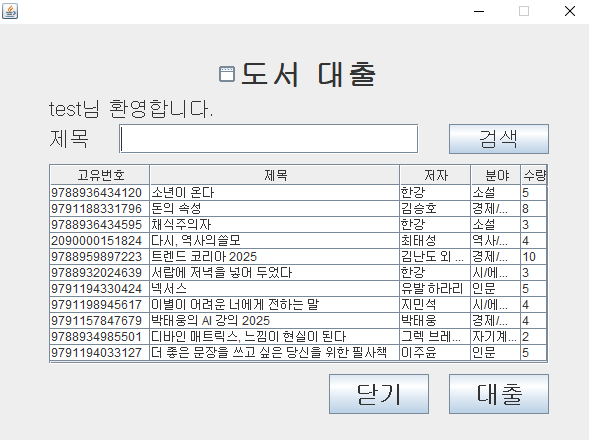 도서 대출
test님 환영합니다.
제목 검색
고유번호 제목 저자 분야 수량
9788936434120 소년이 온다 한강 소설 5
9791188331796 돈의 속성 김승호 경제/... 8
9788936434595 채식주의자 한강 소설 3
2090000151824 다시, 역사의쓸모 최태성 역사/... 4
9788959897223 트렌드 코리아 2025 김난도 외 ... 경제/... 10
9788932024639 서랍에 저녁을 넣어 두었다 한강 시/에... 3
9791194330424 넥서스 유발 하라리 인문 5
9791198945617 이별이 어려운 너에게 전하는 말 지민석 시/에... 4
9791157847679 박태웅의 AI 강의 2025 박태웅 경제/... 4
9788934985501 디바인 매트릭스, 느낌이 현실이 된다 그렉 브레... 자기계... 2
9791194033127 더 좋은 문장을 쓰고 싶은 당신을 위한 필사책 이주윤 인문 5
닫기 대출